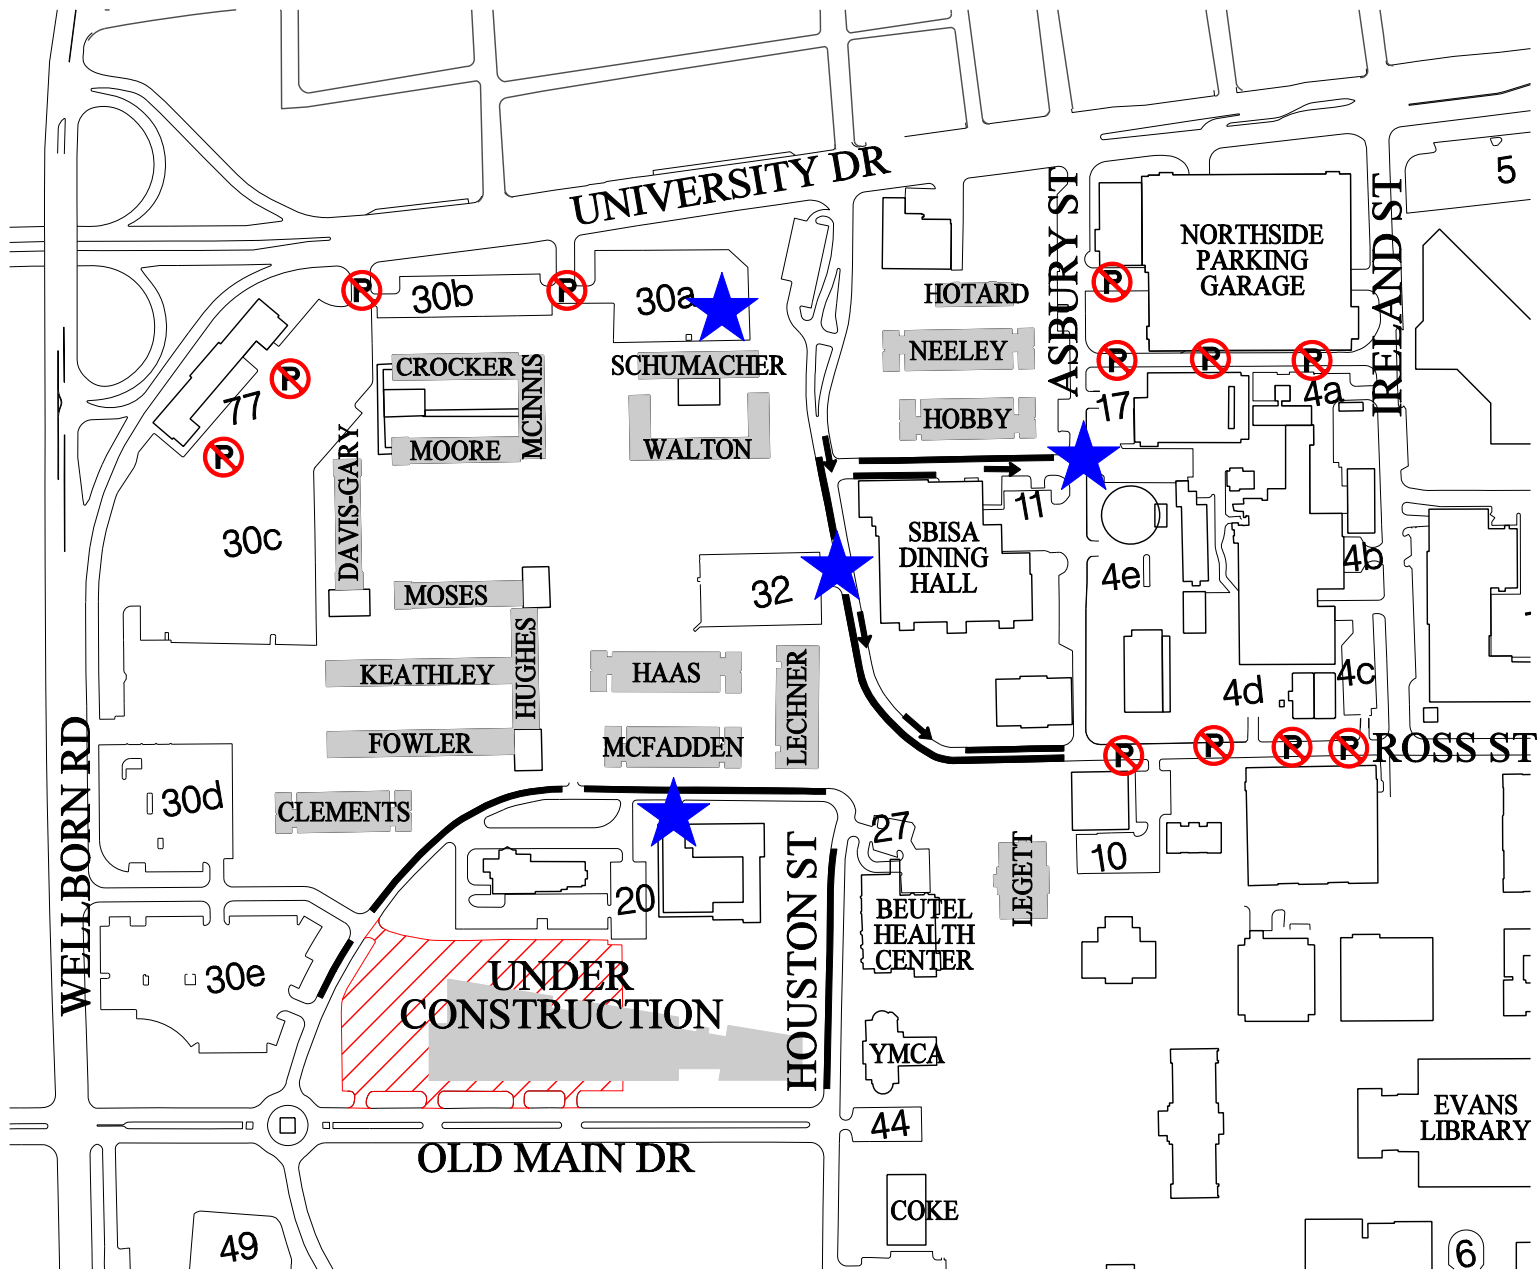 UNIVERSITY DR
5
ASBURY ST
IRELAND ST
NORTHSIDE
PARKING
GARAGE
P
P
P
30b
30a
HOTARD
NEELEY
CROCKER
MCINNIS
SCHUMACHER
P
P
P
P
77
17
4a
HOBBY
MOORE
WALTON
P
DAVIS-GARY
30c
11
SBISA
DINING
HALL
4b
4e
MOSES
32
HUGHES
KEATHLEY
HAAS
LECHNER
4c
4d
FOWLER
MCFADDEN
P
P
P
P
ROSS ST
WELLBORN RD
30d
CLEMENTS
27
10
HOUSTON ST
LEGETT
20
BEUTEL
HEALTH
CENTER
30e
UNDER
CONSTRUCTION
YMCA
EVANS
LIBRARY
44
OLD MAIN DR
COKE
49
6